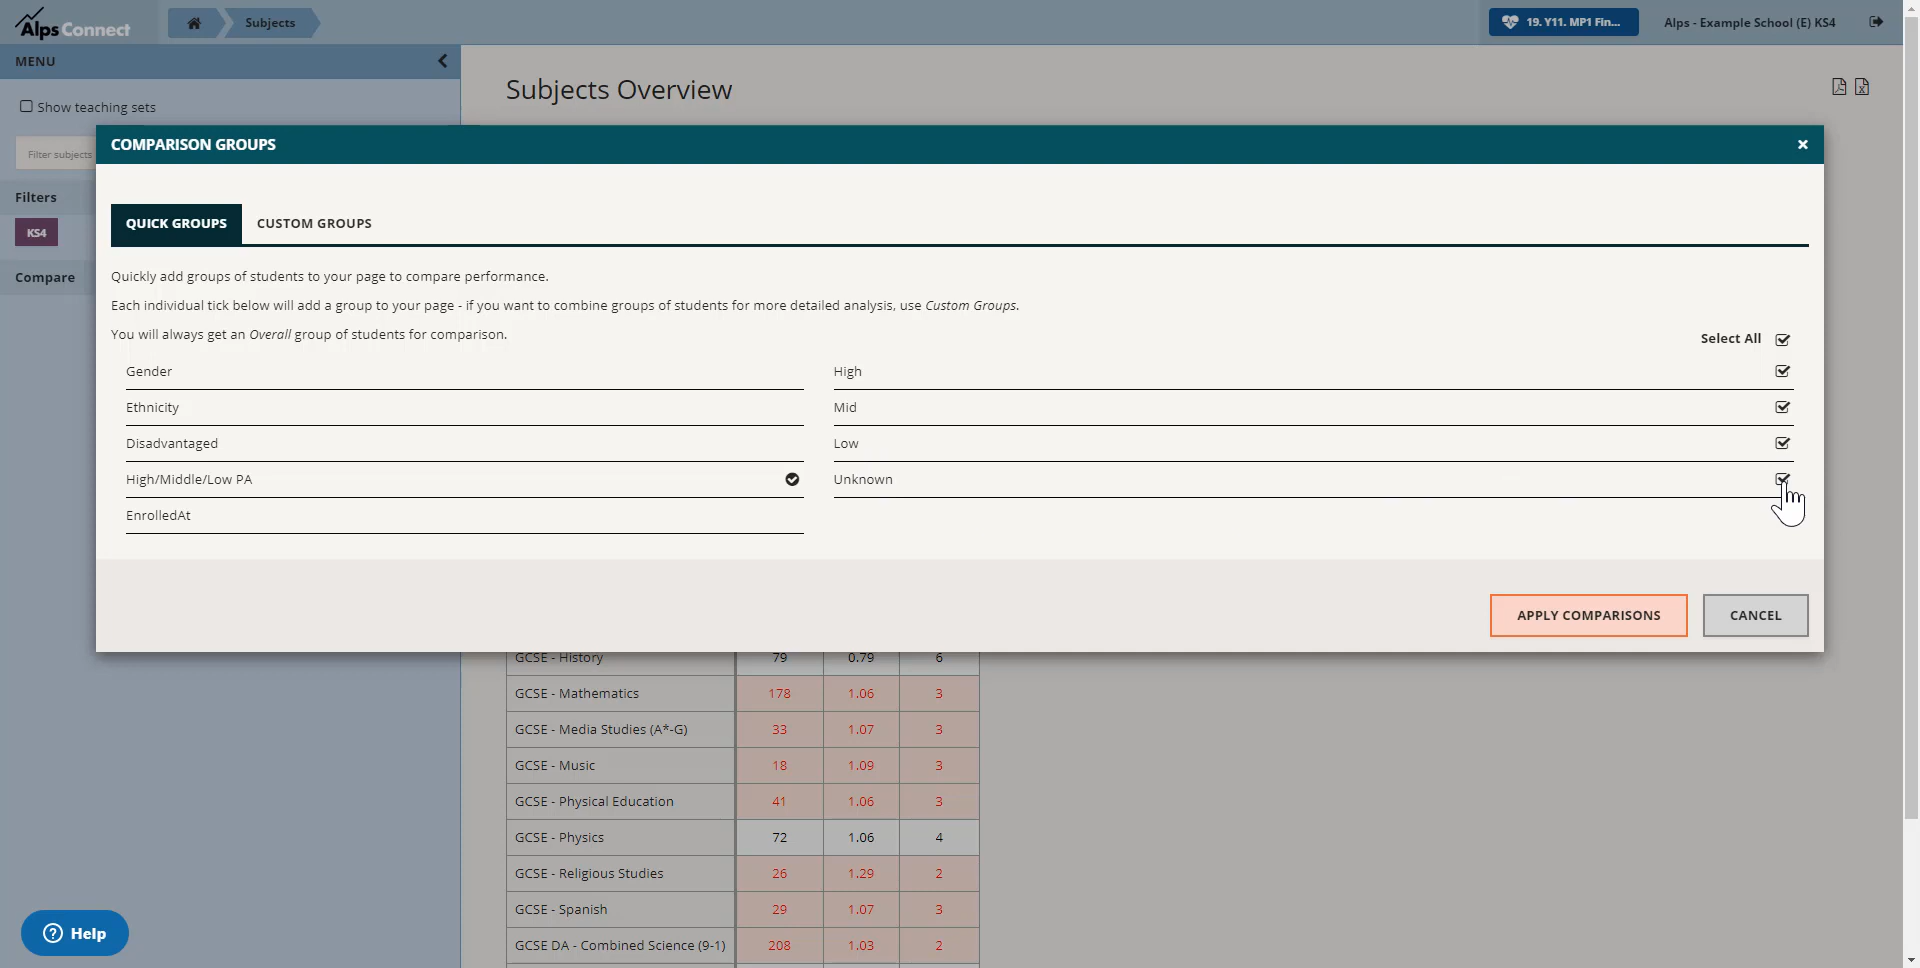 Alps Connect
Subjects
19. Y11. MP1 Fin...
Alps - Example School (E) KS4
MENU
Show teaching sets
Filter subjects
Filters
KS4
Compare
Subjects Overview
COMPARISON GROUPS
QUICK GROUPS
CUSTOM GROUPS
Quickly add groups of students to your page to compare performance.
Each individual tick below will add a group to your page - if you want to combine groups of students for more detailed analysis, use Custom Groups.
You will always get an Overall group of students for comparison.
Select All
Gender
High
Ethnicity
Mid
Disadvantaged
Low
High/Middle/Low PA
Unknown
EnrolledAt
APPLY COMPARISONS
CANCEL
GCSE - History 79 0.79 6
GCSE - Mathematics 178 1.06 3
GCSE - Media Studies (A*-G) 33 1.07 3
GCSE - Music 18 1.09 3
GCSE - Physical Education 41 1.06 3
GCSE - Physics 72 1.06 4
GCSE - Religious Studies 26 1.29 2
GCSE - Spanish 29 1.07 3
GCSE DA - Combined Science (9-1) 208 1.03 2
Help